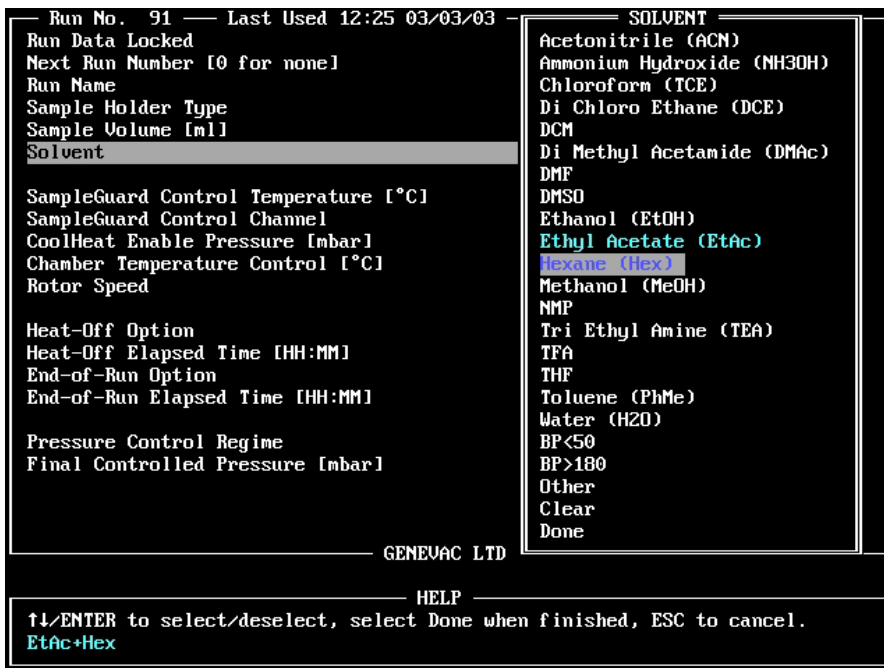 Run No. 91 Last Used 12:25 03/03/03
Run Data Locked
Next Run Number [0 for none]
Run Name
Sample Holder Type
Sample Volume [ml]
Solvent
SampleGuard Control Temperature [°C]
SampleGuard Control Channel
CoolHeat Enable Pressure [mbar]
Chamber Temperature Control [°C]
Rotor Speed
Heat-Off Option
Heat-Off Elapsed Time [HH:MM]
End-of-Run Option
End-of-Run Elapsed Time [HH:MM]
Pressure Control Regime
Final Controlled Pressure [mbar]
GENEVAC LTD
SOLVENT
Acetonitrile (ACN)
Ammonium Hydroxide (NH3OH)
Chloroform (TCE)
Di Chloro Ethane (DCE)
DCM
Di Methyl Acetamide (DMAc)
DMF
DMSO
Ethanol (EtOH)
Ethyl Acetate (EtAc)
Hexane (Hex)
Methanol (MeOH)
NMP
Tri Ethyl Amine (TEA)
TFA
THF
Toluene (PhMe)
Water (H2O)
BP<50
BP>180
Other
Clear
Done
HELP
↑↓/ENTER to select/deselect, select Done when finished, ESC to cancel.
EtAc+Hex